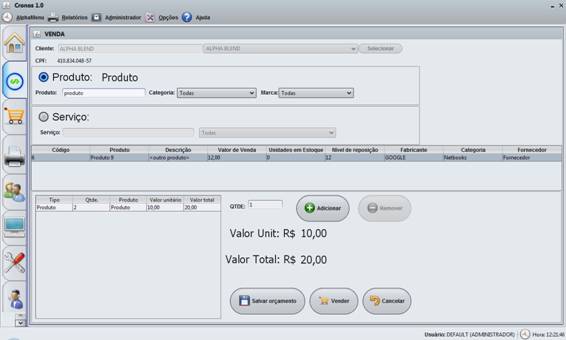 Cronos 1.0
AlphaMenu Relatórios Administrador Opções Ajuda
VENDA
Cliente: ALPHA BLEND ALPHA BLEND Selecionar
CPF: 410.834.048-57
Produto: Produto
Produto: produto Categoria: Todas Marca: Todas
Serviço:
Serviço: Todas
Código Produto Descrição Valor de Venda Unidades em Estoque Nível de reposição Fabricante Categoria Fornecedor
6 Produto 9 <outro produto> 12,00 0 12 GOOGLE Netbooks Fornecedor
Tipo Qtde. Produto Valor unitário Valor total
Produto 2 Produto 10,00 20,00
QTDE: 1 Adicionar Remover
Valor Unit: R$ 10,00
Valor Total: R$ 20,00
Salvar orçamento Vender Cancelar
Usuário: DEFAULT (ADMINISTRADOR) Hora: 12:21:46